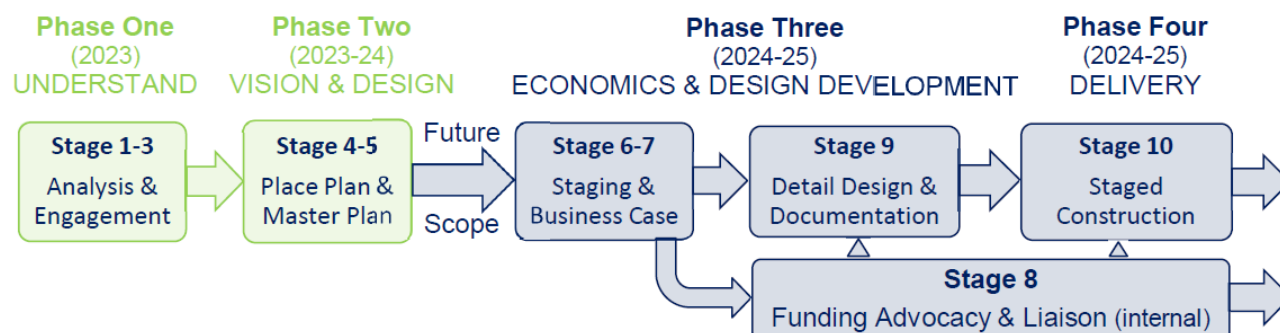 Phase One
(2023)
UNDERSTAND
Phase Two
(2023-24)
VISION & DESIGN
Phase Three
(2024-25)
ECONOMICS & DESIGN DEVELOPMENT
Phase Four
(2024-25)
DELIVERY
Stage 1-3
Analysis &
Engagement
Stage 4-5
Place Plan &
Master Plan
Future
Scope
Stage 6-7
Staging &
Business Case
Stage 9
Detail Design &
Documentation
Stage 10
Staged
Construction
Stage 8
Funding Advocacy & Liaison (internal)